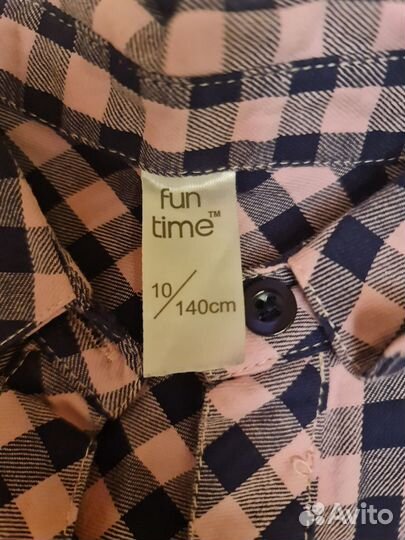 fun
time™
10/140cm
Avito